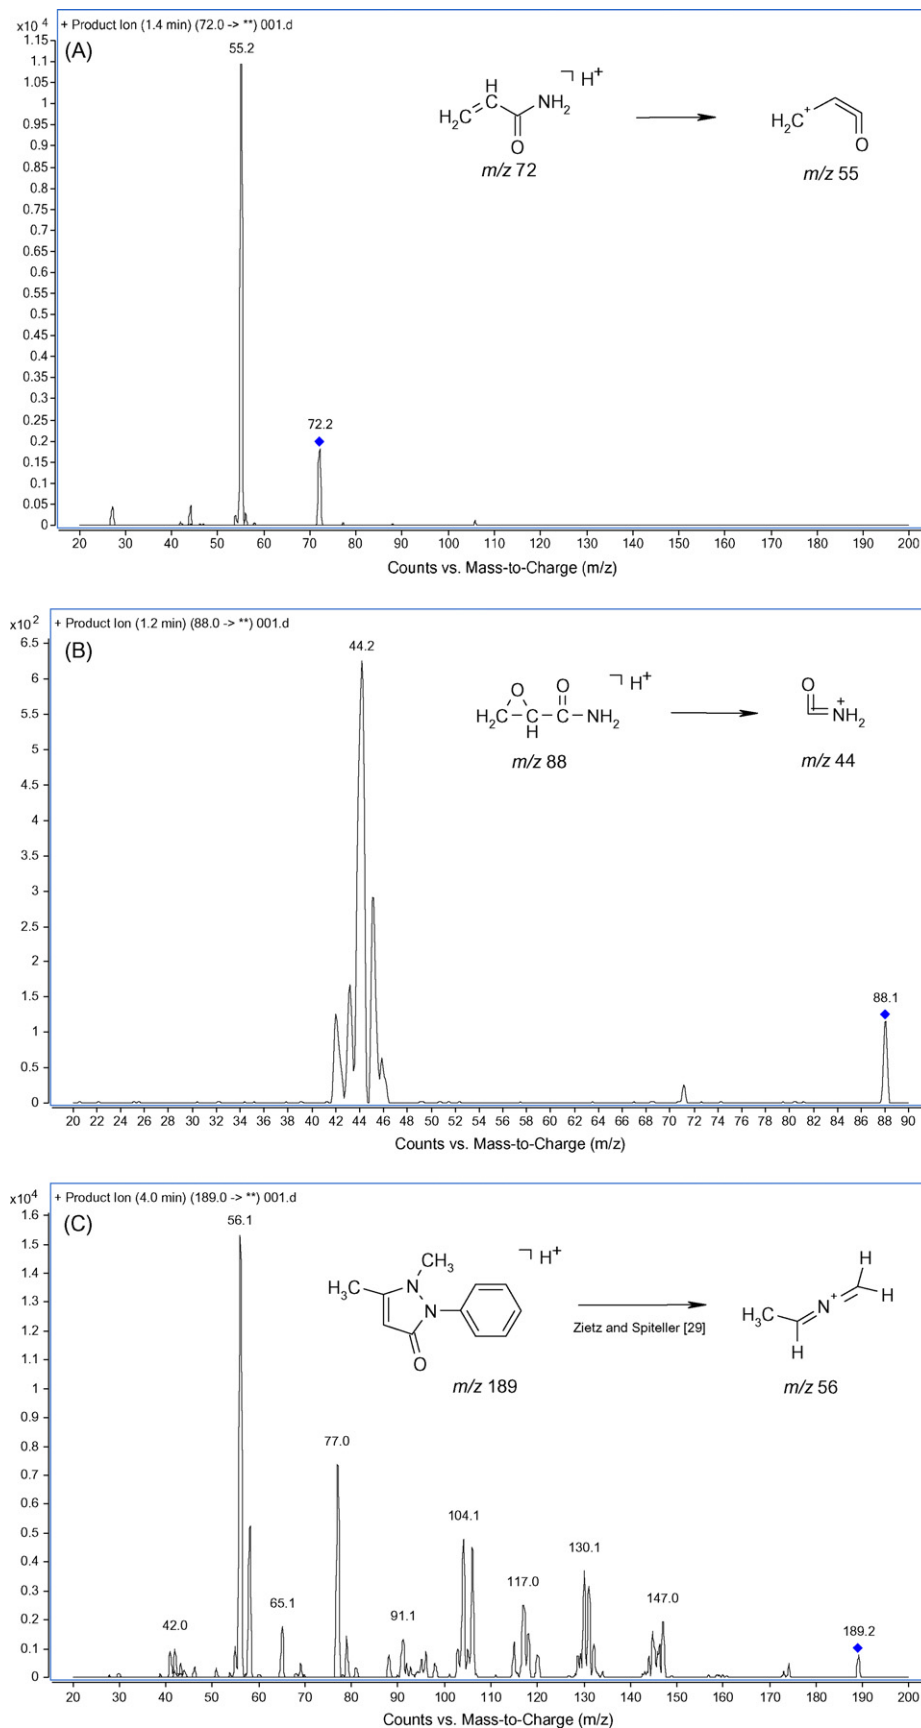 + Product Ion (1.4 min) (72.0 -> **) 001.d
x10 4
(A)
1.15
1.1
1.05
1
0.95
0.9
0.85
0.8
0.75
0.7
0.65
0.6
0.55
0.5
0.45
0.4
0.35
0.3
0.25
0.2
0.15
0.1
0.05
0
55.2
72.2
H2C H NH2 O ⌝H+
m/z 72
H2C + O
m/z 55
20 30 40 50 60 70 80 90 100 110 120 130 140 150 160 170 180 190 200
Counts vs. Mass-to-Charge (m/z)
+ Product Ion (1.2 min) (88.0 -> **) 001.d
x10 2
(B)
6.5
6
5.5
5
4.5
4
3.5
3
2.5
2
1.5
1
0.5
0
44.2
88.1
O H2C C H C O NH2 ⌝H+
m/z 88
O + NH2
m/z 44
20 22 24 26 28 30 32 34 36 38 40 42 44 46 48 50 52 54 56 58 60 62 64 66 68 70 72 74 76 78 80 82 84 86 88 90
Counts vs. Mass-to-Charge (m/z)
+ Product Ion (4.0 min) (189.0 -> **) 001.d
x10 4
(C)
1.6
1.5
1.4
1.3
1.2
1.1
1
0.9
0.8
0.7
0.6
0.5
0.4
0.3
0.2
0.1
0
56.1
42.0
65.1
77.0
91.1
104.1
117.0
130.1
147.0
189.2
H3C N CH3 N O ⌝H+
m/z 189
Zietz and Spiteller [29]
H3C H N + H H
m/z 56
20 30 40 50 60 70 80 90 100 110 120 130 140 150 160 170 180 190 200
Counts vs. Mass-to-Charge (m/z)